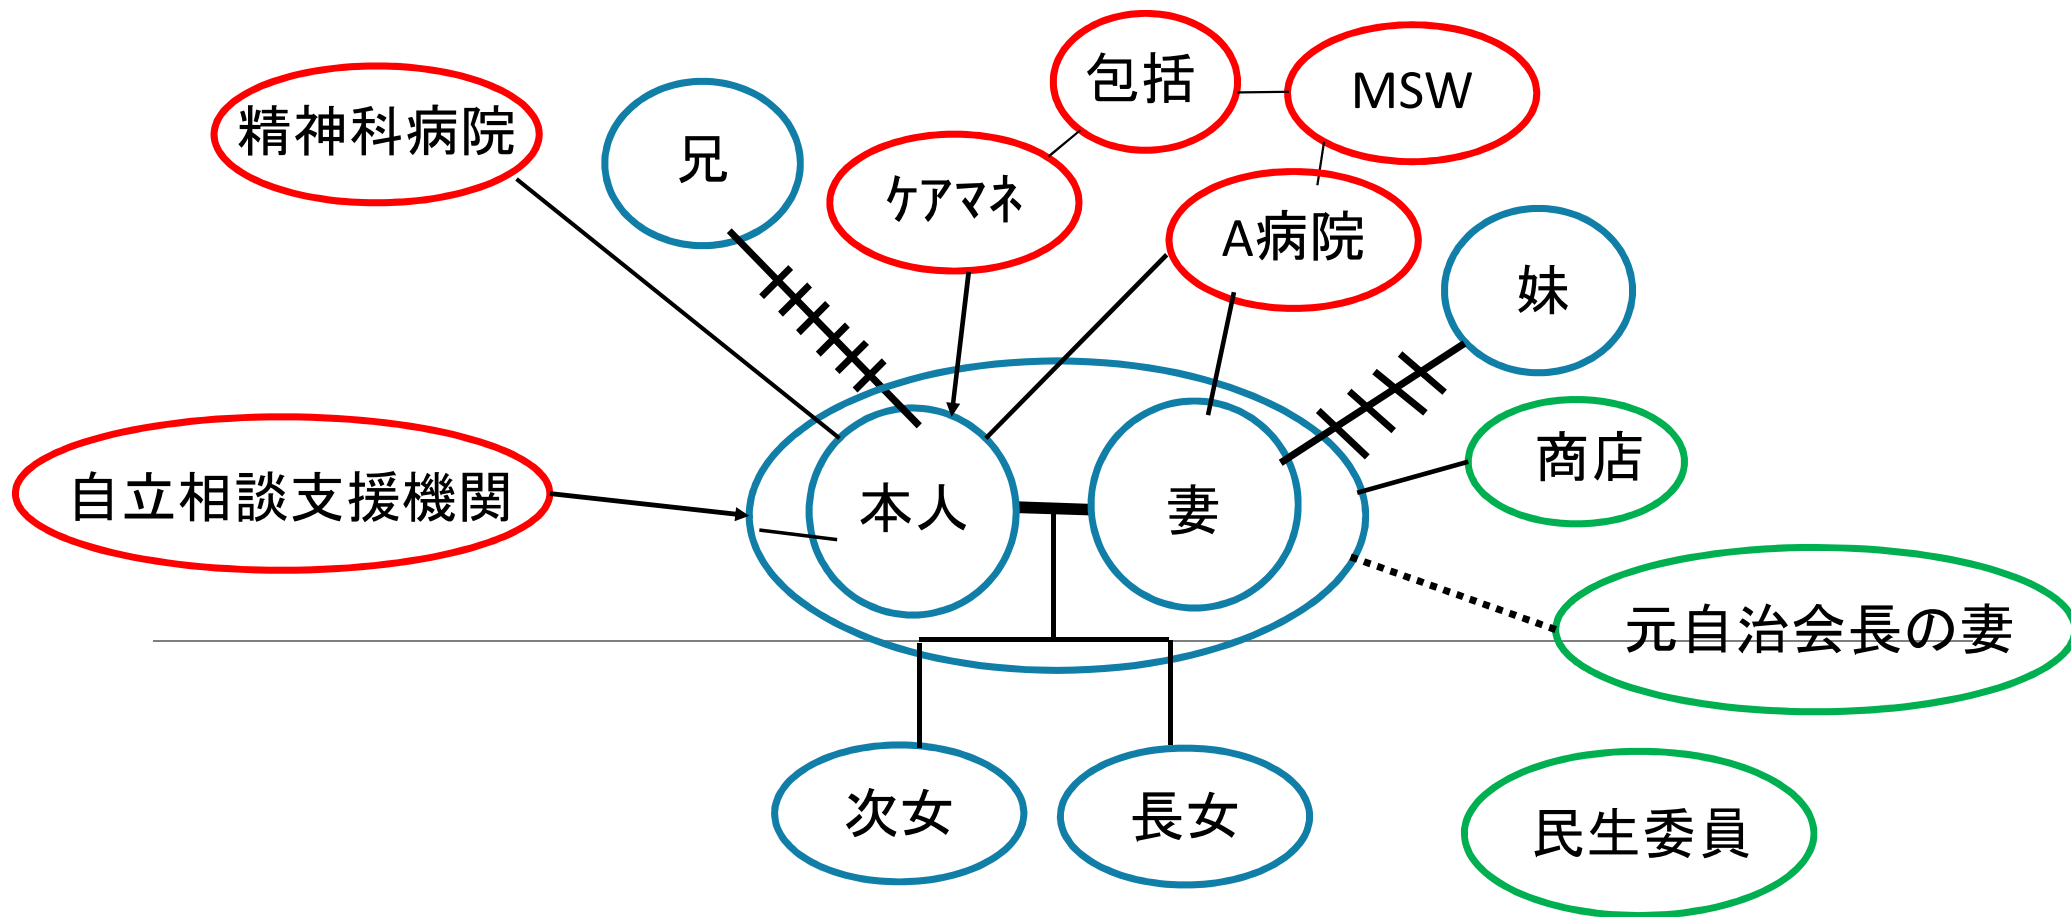 包括
MSW
精神科病院
兄
ｹｱﾏﾈ
A病院
妹
商店
自立相談支援機関
本人
妻
元自治会長の妻
次女
長女
民生委員